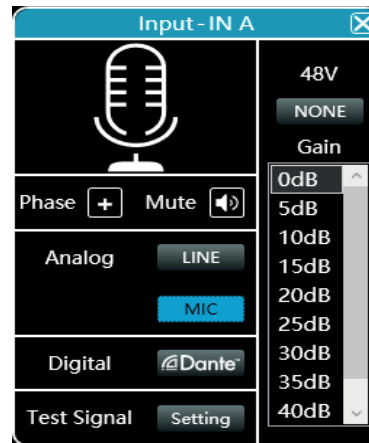 Input-IN A
48V
NONE
Gain
0dB
5dB
10dB
15dB
20dB
25dB
30dB
35dB
40dB
Phase + Mute
Analog LINE
MIC
Digital Dante™
Test Signal Setting